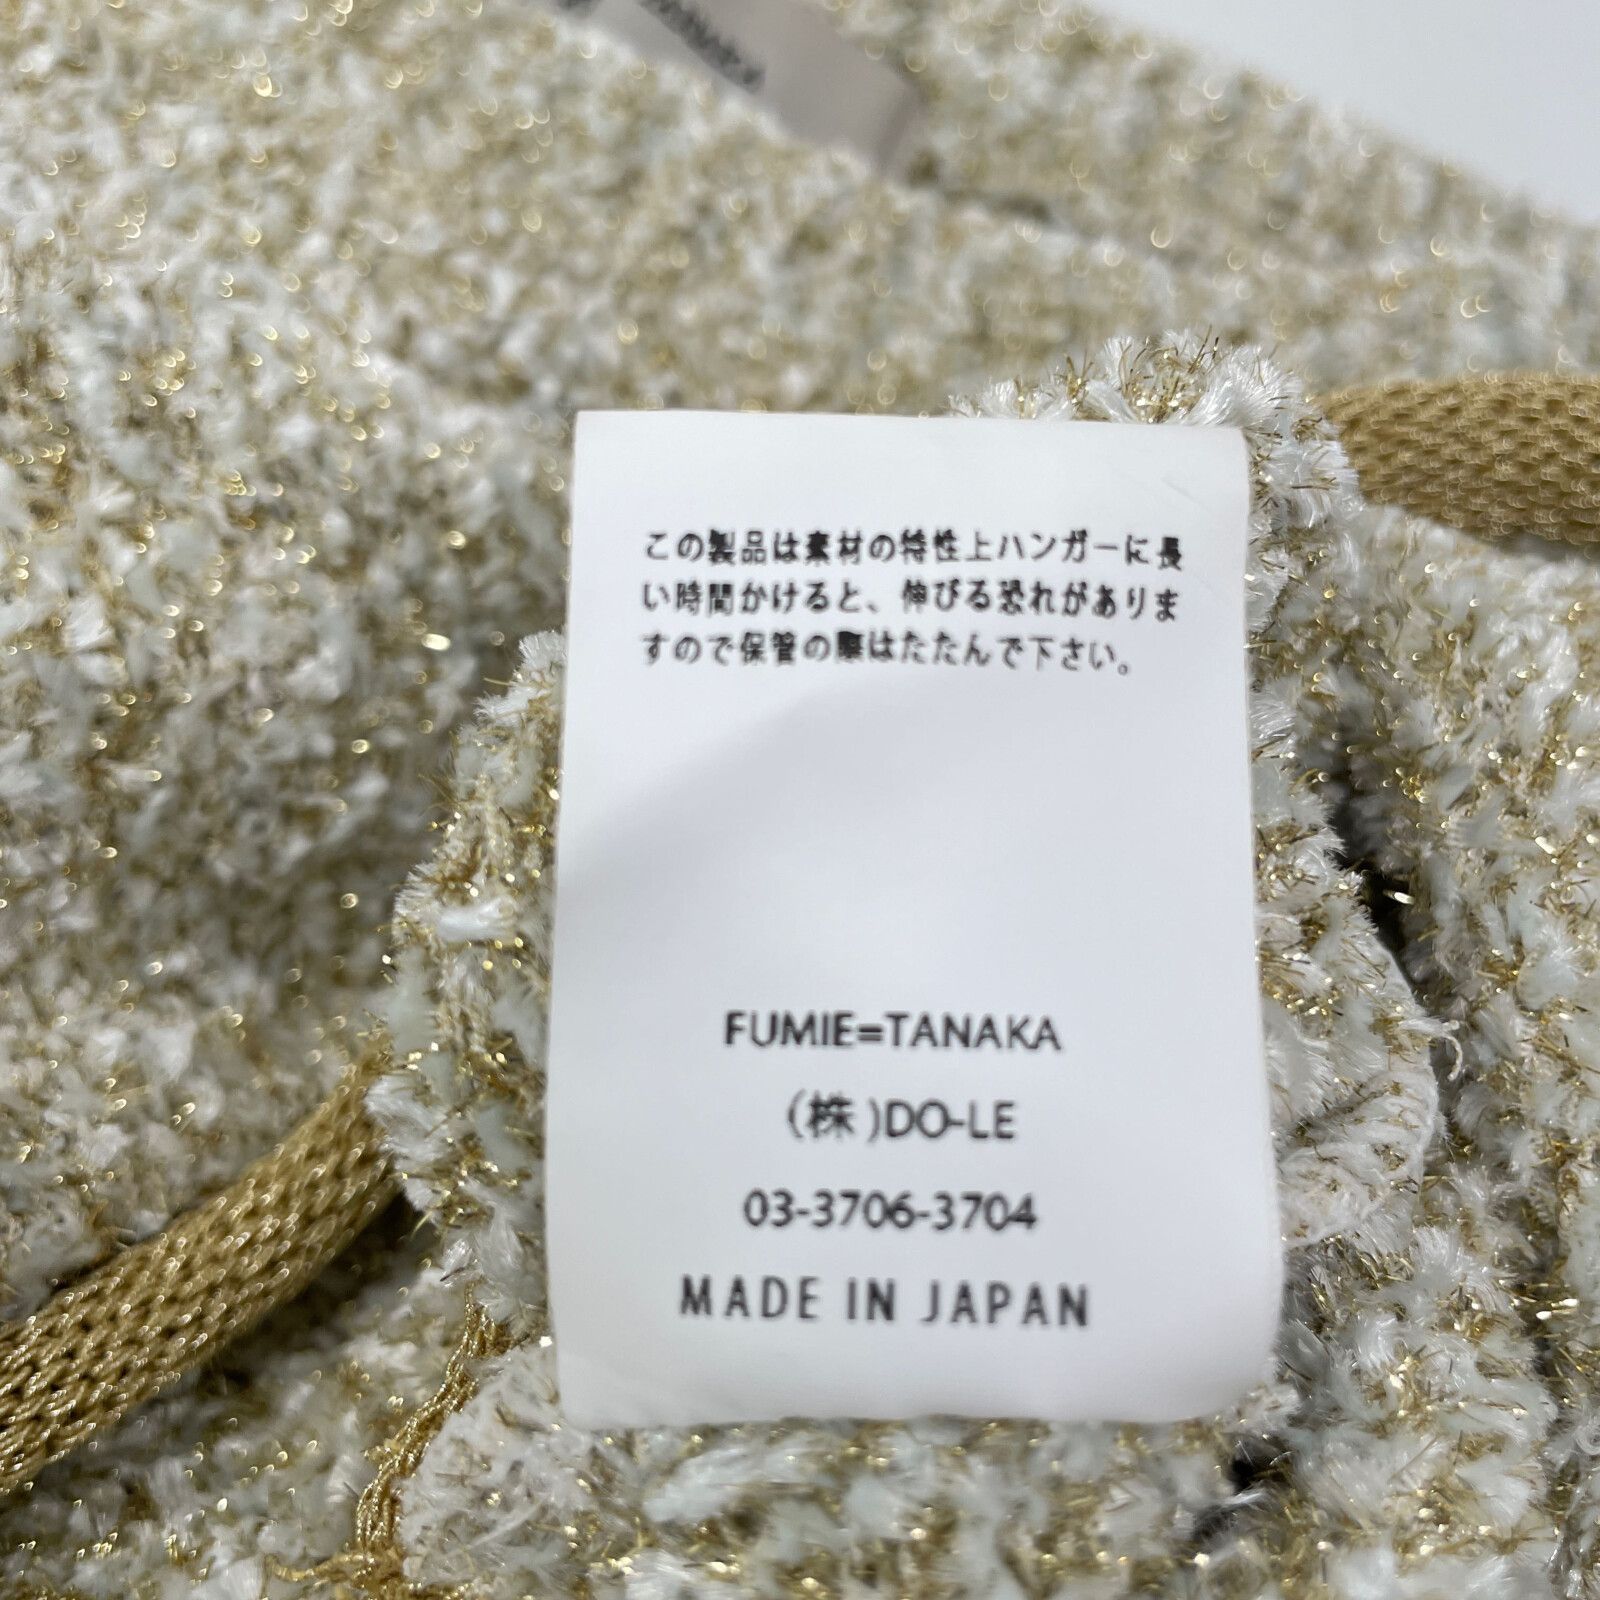 この製品は素材の特性上ハンガーに長
い時間かけると、伸びる恐れがありま
すので保管の際はたたんで下さい。
FUMIE=TANAKA
(株)DO-LE
03-3706-3704
MADE IN JAPAN